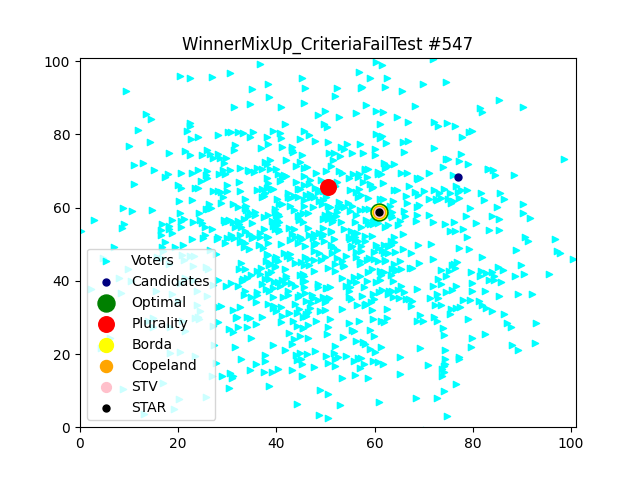 WinnerMixUp_CriteriaFailTest #547
100
80
60
40
20
0
0 20 40 60 80 100
Voters
Candidates
Optimal
Plurality
Borda
Copeland
STV
STAR